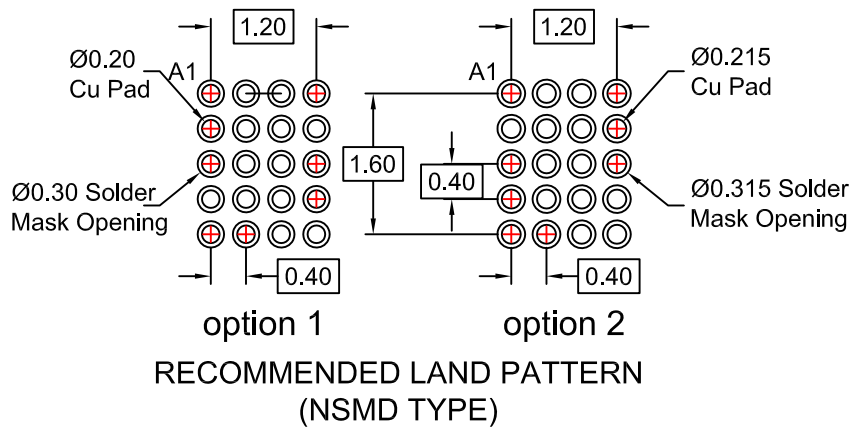 1.20
1.20
Ø0.20
Cu Pad
A1
A1
Ø0.215
Cu Pad
1.60
0.40
Ø0.30 Solder
Mask Opening
Ø0.315 Solder
Mask Opening
0.40
0.40
option 1
option 2
RECOMMENDED LAND PATTERN
(NSMD TYPE)